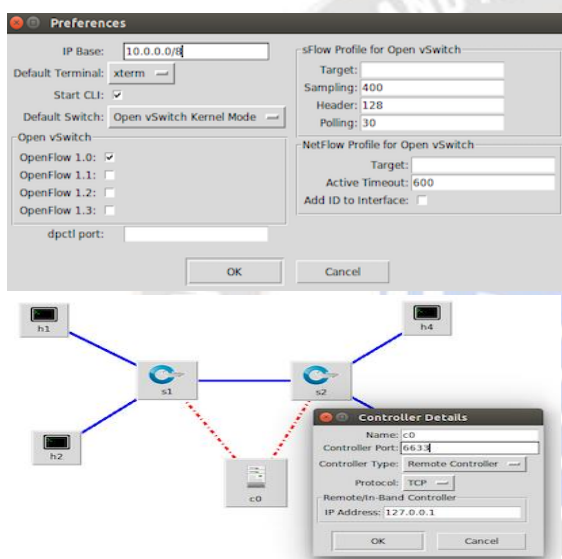 Preferences
IP Base: 10.0.0.0/8
Default Terminal: xterm
Start CLI:
Default Switch: Open vSwitch Kernel Mode
Open vSwitch
OpenFlow 1.0:
OpenFlow 1.1:
OpenFlow 1.2:
OpenFlow 1.3:
dpctl port:
sFlow Profile for Open vSwitch
Target:
Sampling: 400
Header: 128
Polling: 30
NetFlow Profile for Open vSwitch
Target:
Active Timeout: 600
Add ID to Interface:
OK Cancel
h1
h4
s1
s2
h2
c0
Controller Details
Name: c0
Controller Port: 6633
Controller Type: Remote Controller
Protocol: TCP
Remote/In-Band Controller
IP Address: 127.0.0.1
OK Cancel